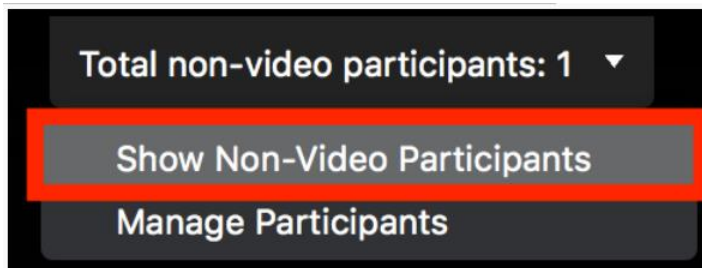 Total non-video participants: 1
Show Non-Video Participants
Manage Participants